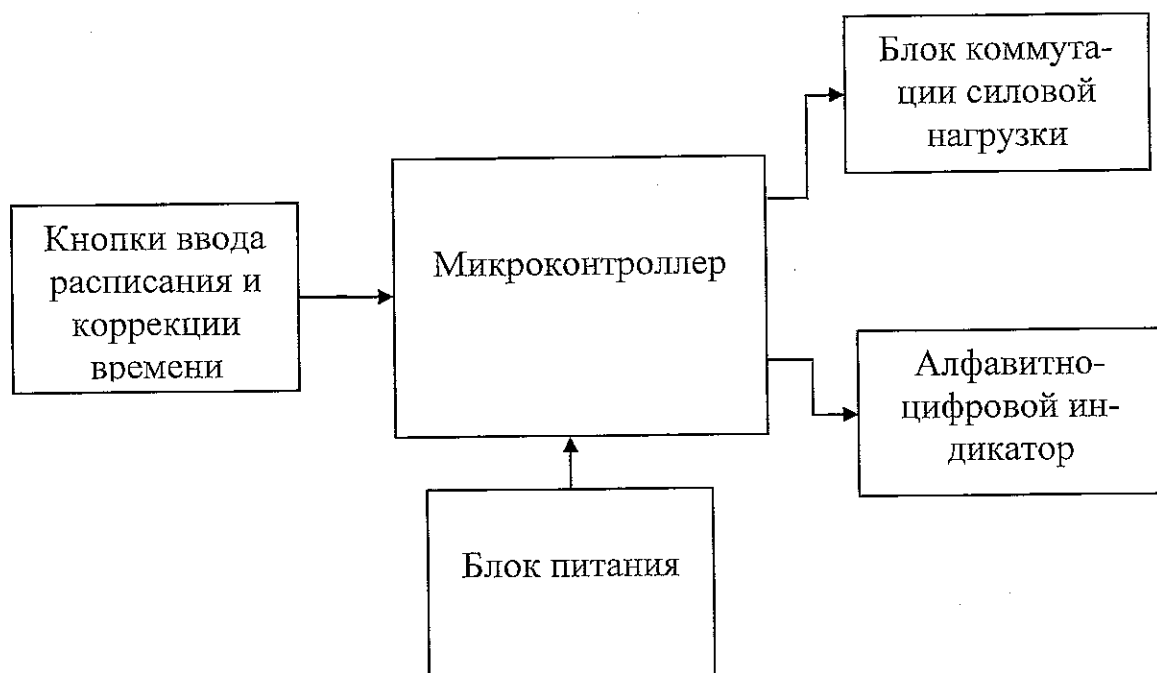 Блок коммута-
ции силовой
нагрузки
Кнопки ввода
расписания и
коррекции
времени
Микроконтроллер
Алфавитно-
цифровой ин-
дикатор
Блок питания